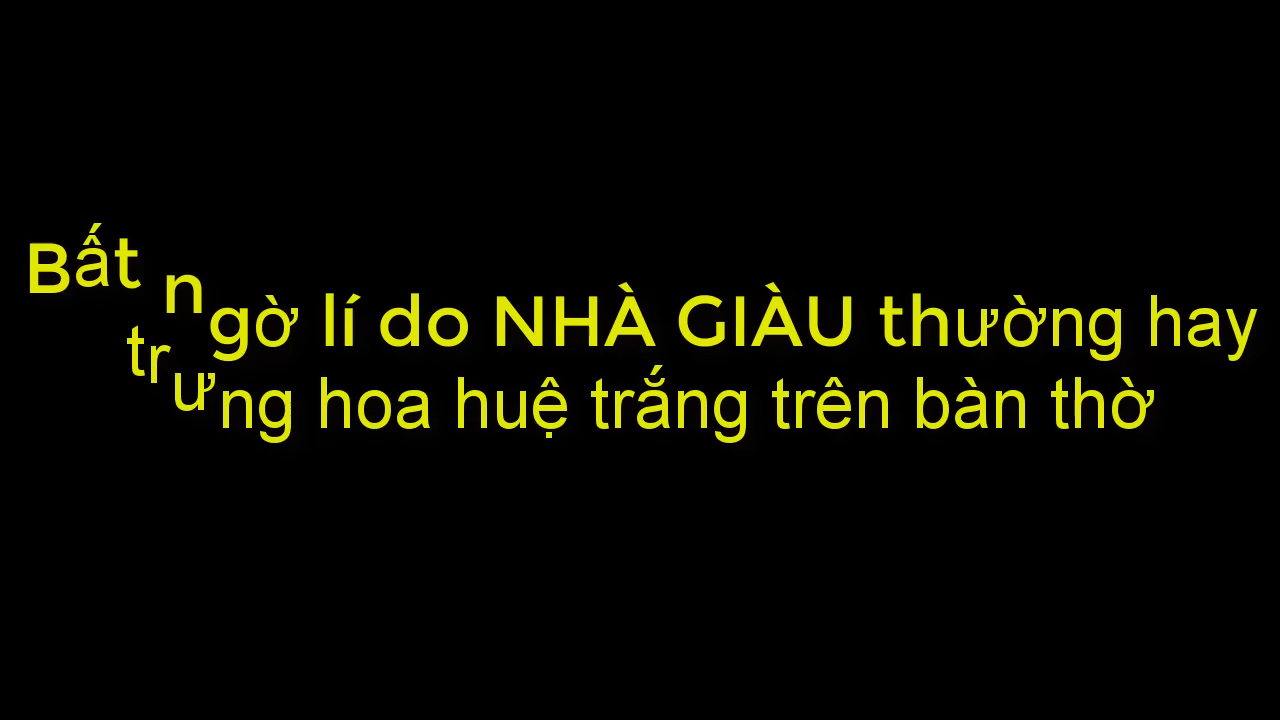 Bất ngờ lí do NHÀ GIÀU thường hay
trưng hoa huệ trắng trên bàn thờ